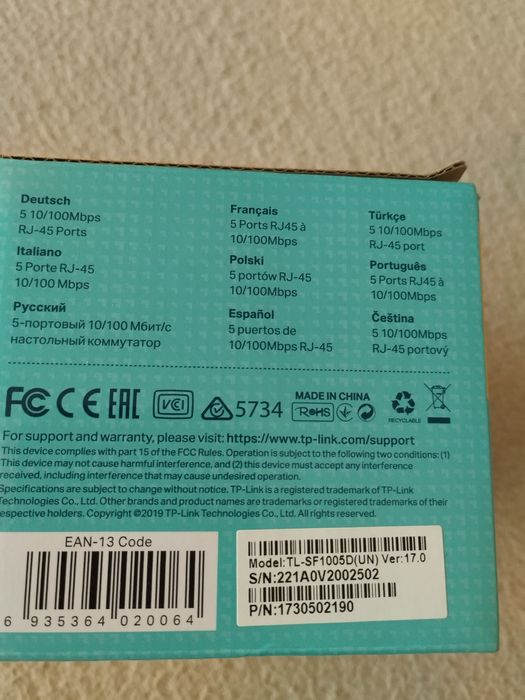 Deutsch
5 10/100Mbps
RJ-45 Ports
Français
5 Ports RJ45 à
10/100Mbps
Türkçe
5 10/100Mbps
RJ-45 port
Italiano
5 Porte RJ-45
10/100 Mbps
Polski
5 portów RJ-45
10/100Mbps
Português
5 Ports RJ45 à
10/100Mbps
Русский
5-портовый 10/100 Мбит/с
настольный коммутатор
Español
5 puertos de
10/100Mbps RJ-45
Čeština
5 10/100Mbps
RJ-45 portový
FC CE EAC VCI 5734
MADE IN CHINA
RoHS
RECYCLABLE
For support and warranty, please visit: https://www.tp-link.com/support
This device complies with part 15 of the FCC Rules. Operation is subject to the following two conditions: (1)
This device may not cause harmful interference, and (2) this device must accept any interference
received, including interference that may cause undesired operation.
Specifications are subject to change without notice. TP-Link is a registered trademark of TP-Link
Technologies Co., Ltd. Other brands and product names are trademarks or registered trademarks of their
respective holders. Copyright ©2019 TP-Link Technologies Co., Ltd. All rights reserved.
EAN-13 Code
6 935364 020064
Model:TL-SF1005D(UN) Ver:17.0
S/N:221A0V2002502
P/N:1730502190